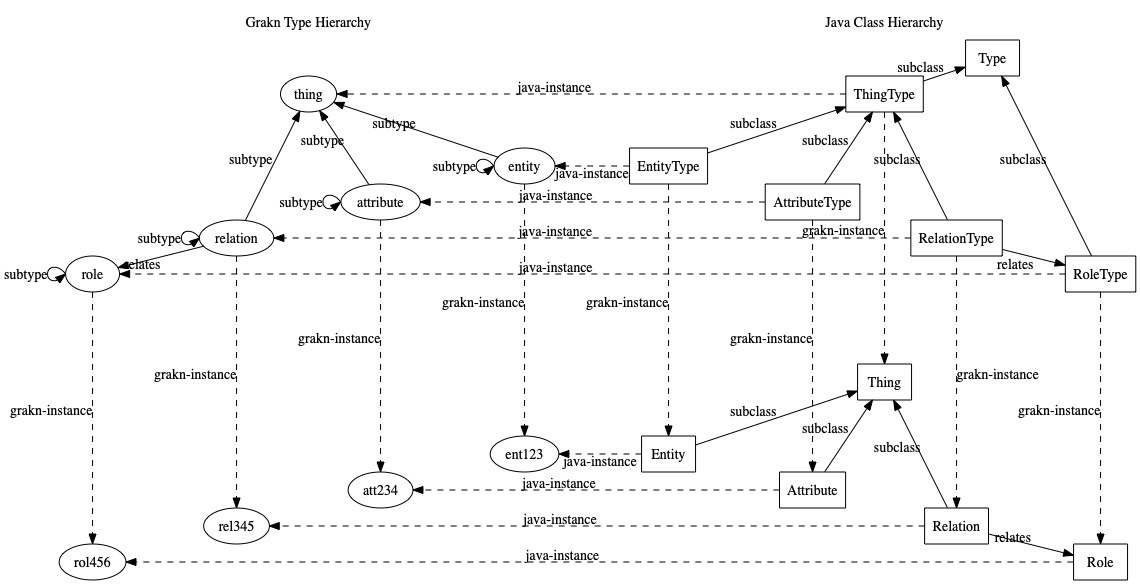 Grakn Type Hierarchy
Java Class Hierarchy
Type
subclass
thing
java-instance
ThingType
subtype
subclass
subtype
subclass
subtype
subclass
subclass
subtype
entity
java-instance
EntityType
subtype
attribute
java-instance
AttributeType
subtype
relation
java-instance
grakn-instance
RelationType
relates
relates
subtype
role
java-instance
RoleType
grakn-instance
grakn-instance
grakn-instance
grakn-instance
grakn-instance
grakn-instance
Thing
grakn-instance
grakn-instance
subclass
subclass
subclass
ent123
java-instance
Entity
att234
java-instance
Attribute
rel345
java-instance
Relation
relates
rol456
java-instance
Role